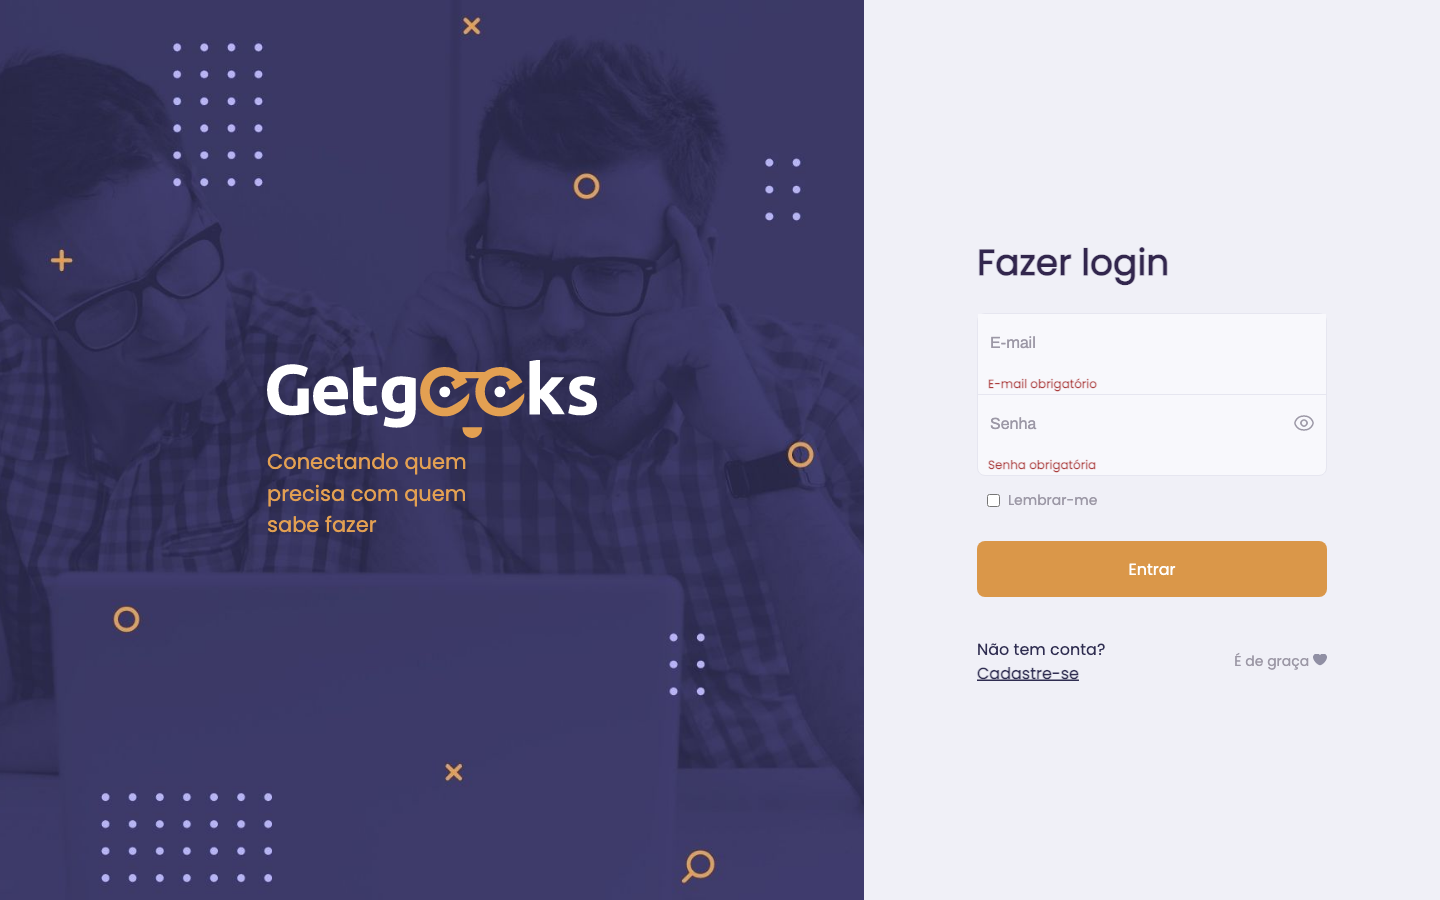 Getgeeks
Conectando quem
precisa com quem
sabe fazer
Fazer login
E-mail
E-mail obrigatório
Senha
Senha obrigatória
Lembrar-me
Entrar
Não tem conta?
Cadastre-se
É de graça